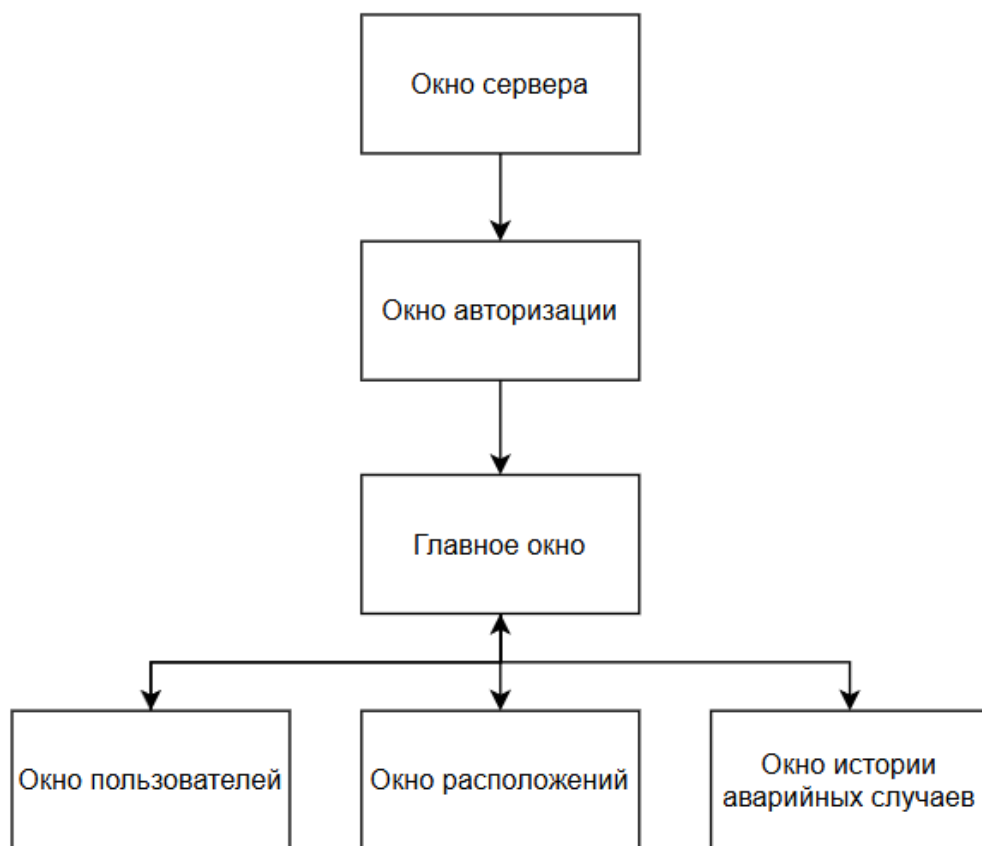 Окно сервера
Окно авторизации
Главное окно
Окно пользователей
Окно расположений
Окно истории
аварийных случаев